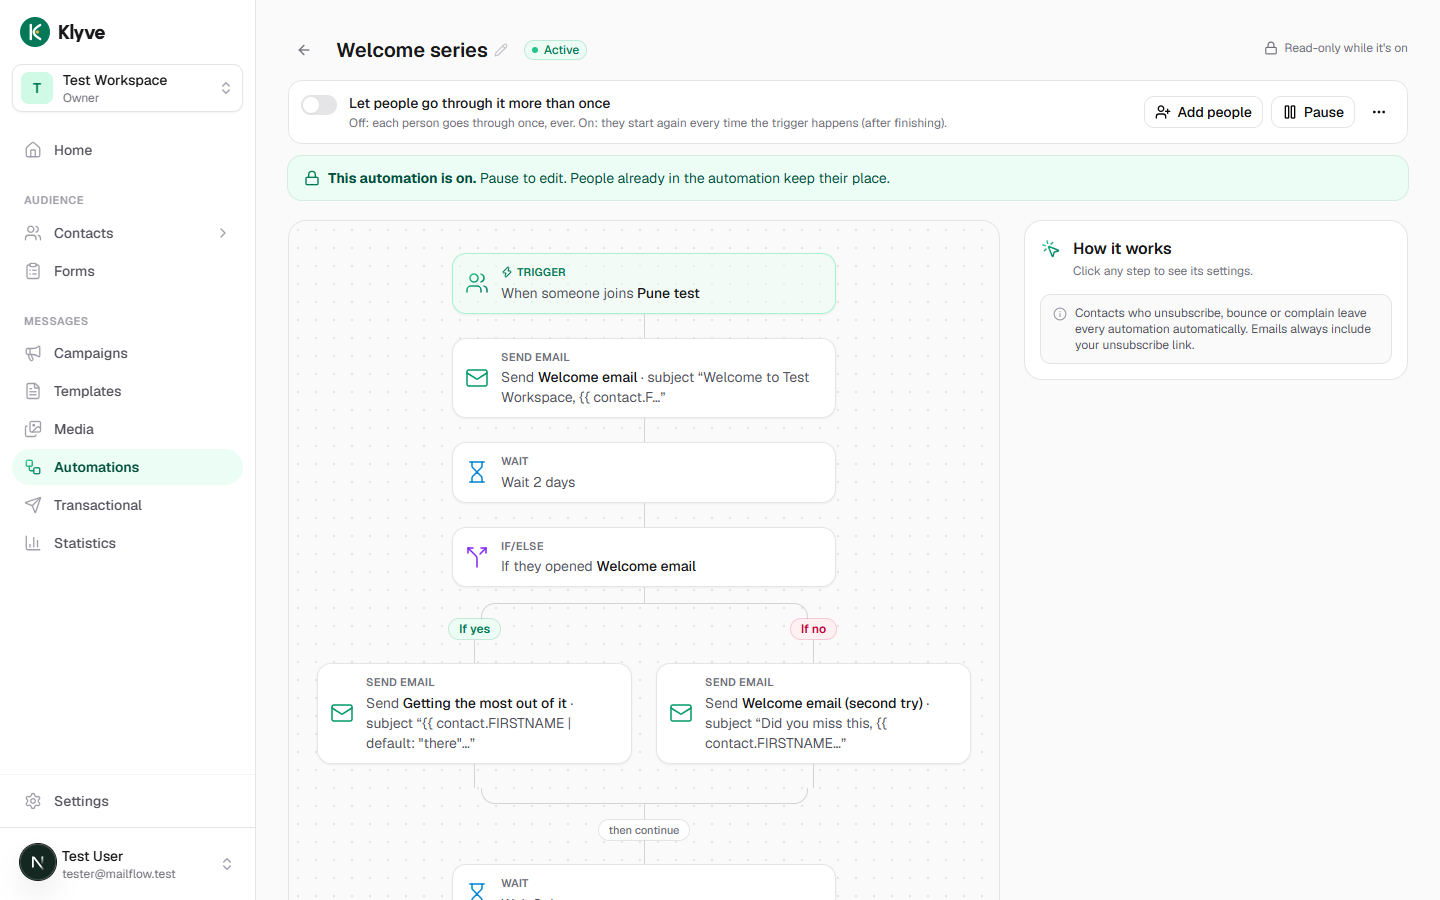 Klyve
T
Test Workspace
Owner
Home
AUDIENCE
Contacts
Forms
MESSAGES
Campaigns
Templates
Media
Automations
Transactional
Statistics
Settings
N
Test User
tester@mailflow.test
Welcome series
Active
Read-only while it's on
Let people go through it more than once
Off: each person goes through once, ever. On: they start again every time the trigger happens (after finishing).
Add people
Pause
This automation is on. Pause to edit. People already in the automation keep their place.
TRIGGER
When someone joins Pune test
SEND EMAIL
Send Welcome email · subject “Welcome to Test
Workspace, {{ contact.F...”
WAIT
Wait 2 days
IF/ELSE
If they opened Welcome email
If yes
If no
SEND EMAIL
Send Getting the most out of it ·
subject “{{ contact.FIRSTNAME |
default: "there"...”
SEND EMAIL
Send Welcome email (second try) ·
subject “Did you miss this, {{
contact.FIRSTNAME...”
then continue
WAIT
How it works
Click any step to see its settings.
Contacts who unsubscribe, bounce or complain leave
every automation automatically. Emails always include
your unsubscribe link.